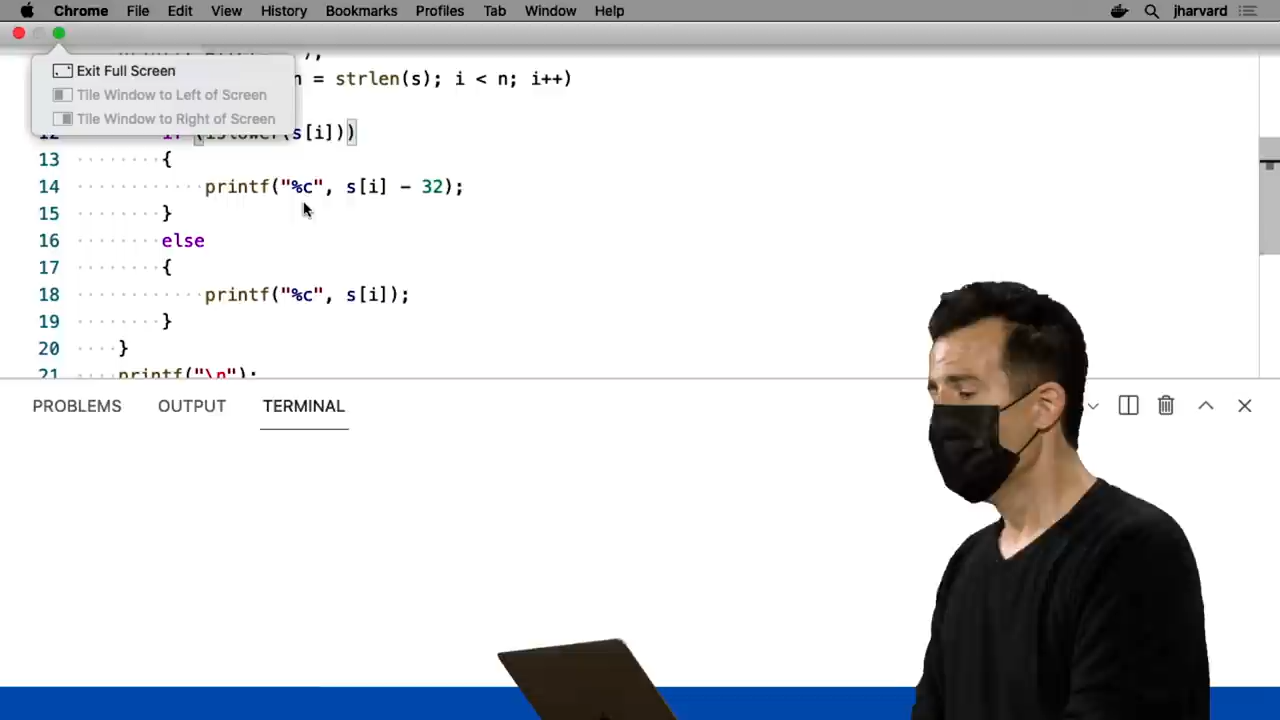 Chrome File Edit View History Bookmarks Profiles Tab Window Help jharvard
Exit Full Screen
Tile Window to Left of Screen
Tile Window to Right of Screen
n = strlen(s); i < n; i++)
12 if (islower(s[i]))
13 {
14 printf("%c", s[i] - 32);
15 }
16 else
17 {
18 printf("%c", s[i]);
19 }
20 }
21 printf("\n");
PROBLEMS OUTPUT TERMINAL